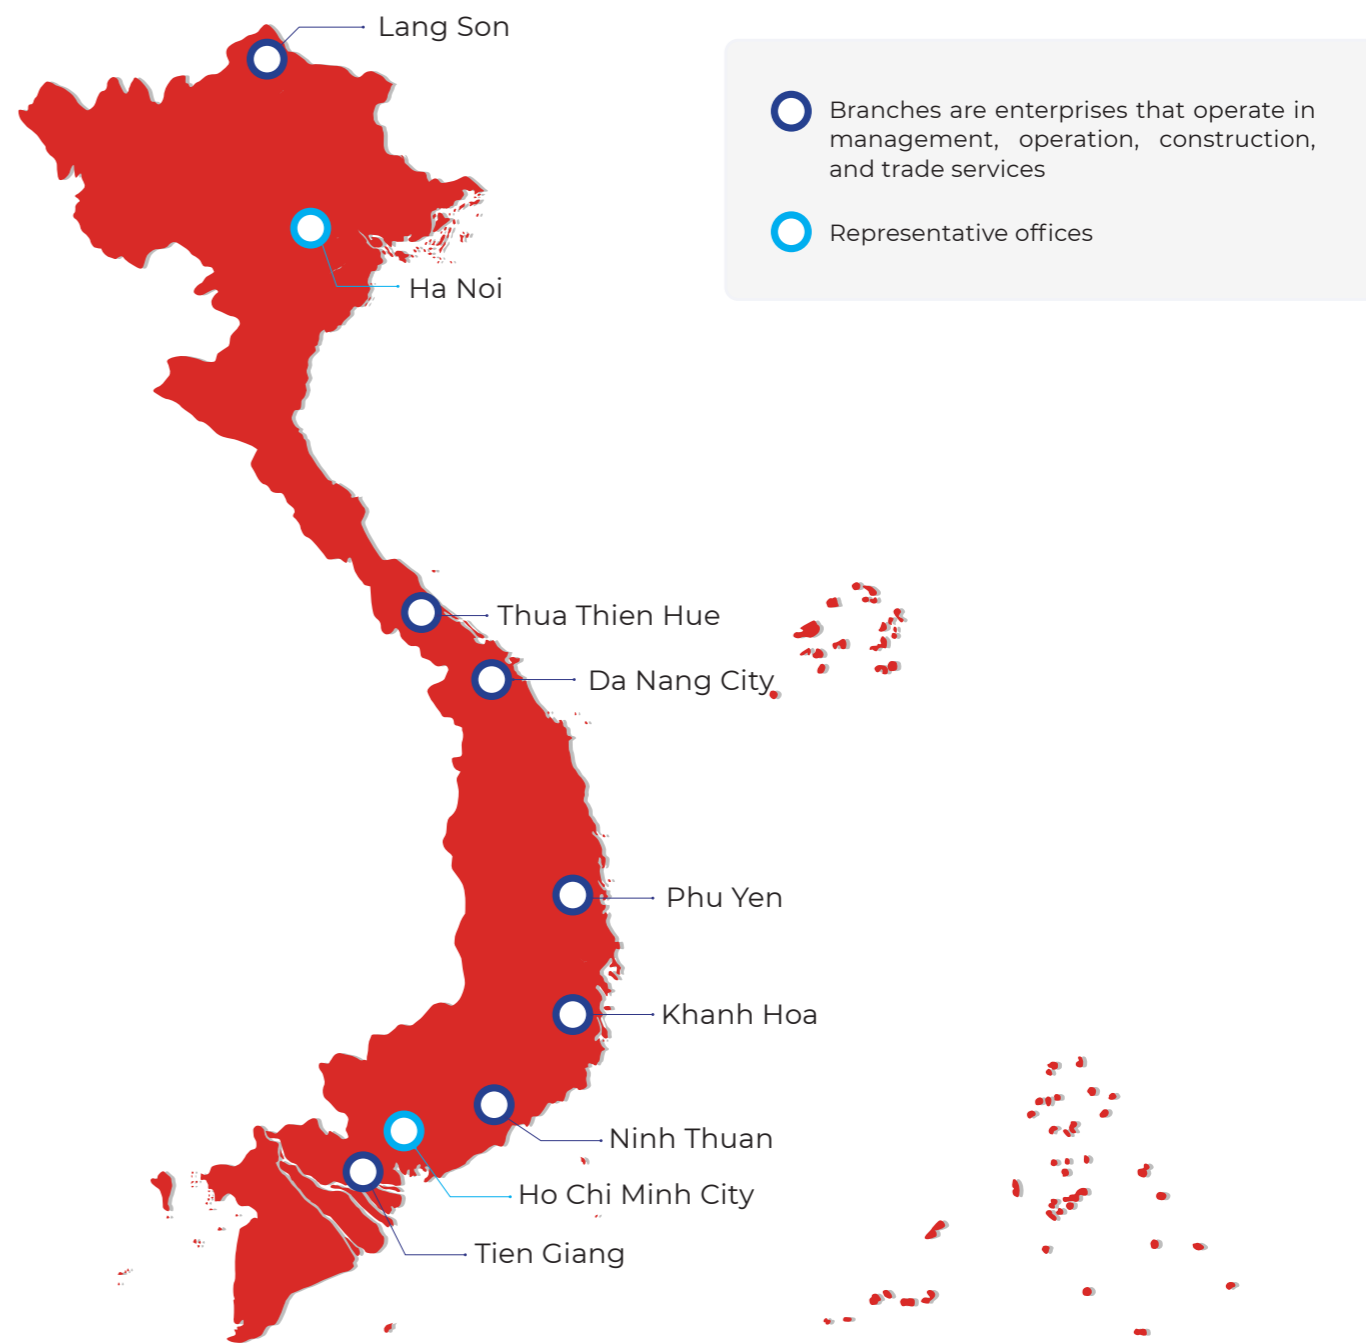 Lang Son
Branches are enterprises that operate in
management, operation, construction,
and trade services
Representative offices
Ha Noi
Thua Thien Hue
Da Nang City
Phu Yen
Khanh Hoa
Ninh Thuan
Ho Chi Minh City
Tien Giang